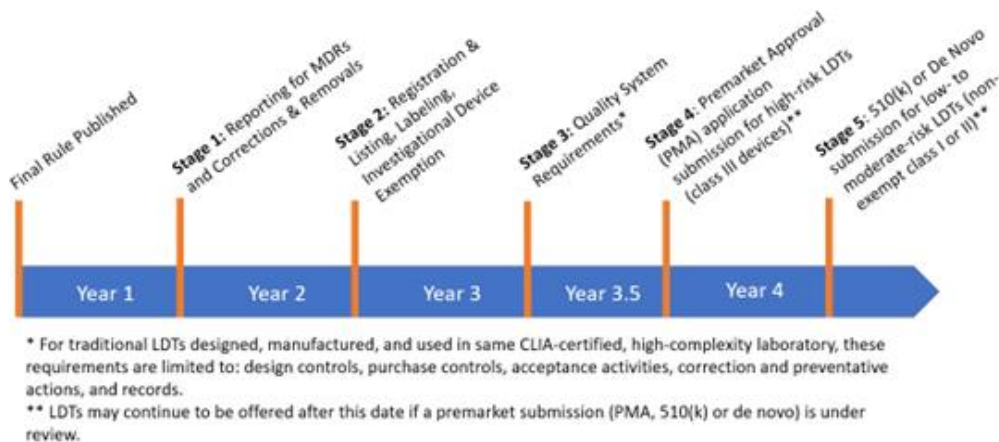 Final Rule Published
Stage 1: Reporting for MDRs
and Corrections & Removals
Stage 2: Registration &
Listing, Labeling,
Investigational Device
Exemption
Stage 3: Quality System
Requirements*
Stage 4: Premarket Approval
(PMA) application
submission for high-risk LDTs
(class III devices)**
Stage 5: 510(k) or De Novo
submission for low- to
moderate-risk LDTs (non-
exempt class I or II)**
Year 1
Year 2
Year 3
Year 3.5
Year 4
* For traditional LDTs designed, manufactured, and used in same CLIA-certified, high-complexity laboratory, these
requirements are limited to: design controls, purchase controls, acceptance activities, correction and preventative
actions, and records.
** LDTs may continue to be offered after this date if a premarket submission (PMA, 510(k) or de novo) is under
review.